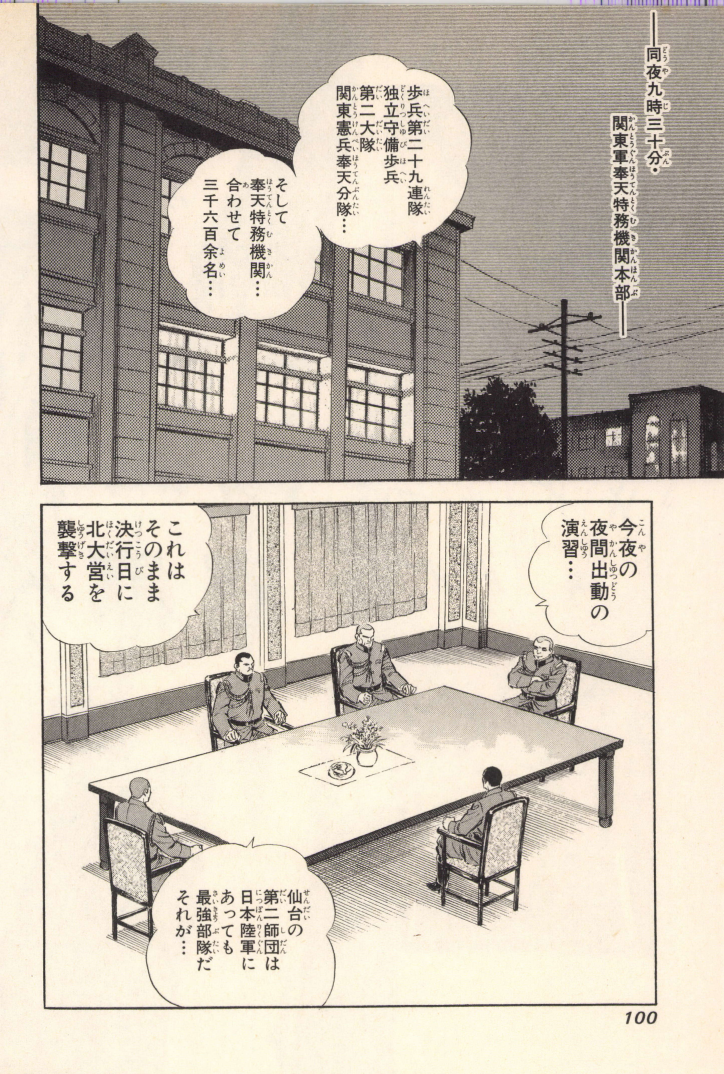 ――同夜九時三十分・
関東軍奉天特務機関本部――
歩兵第二十九連隊
独立守備歩兵
第二大隊
関東憲兵奉天分隊…
そして
奉天特務機関…
合わせて
三千六百余名…
今夜の
夜間出動の
演習…
これは
そのまま
決行日に
北大営を
襲撃する
仙台の
第二師団は
日本陸軍に
あっても
最強部隊だ
それが…
100